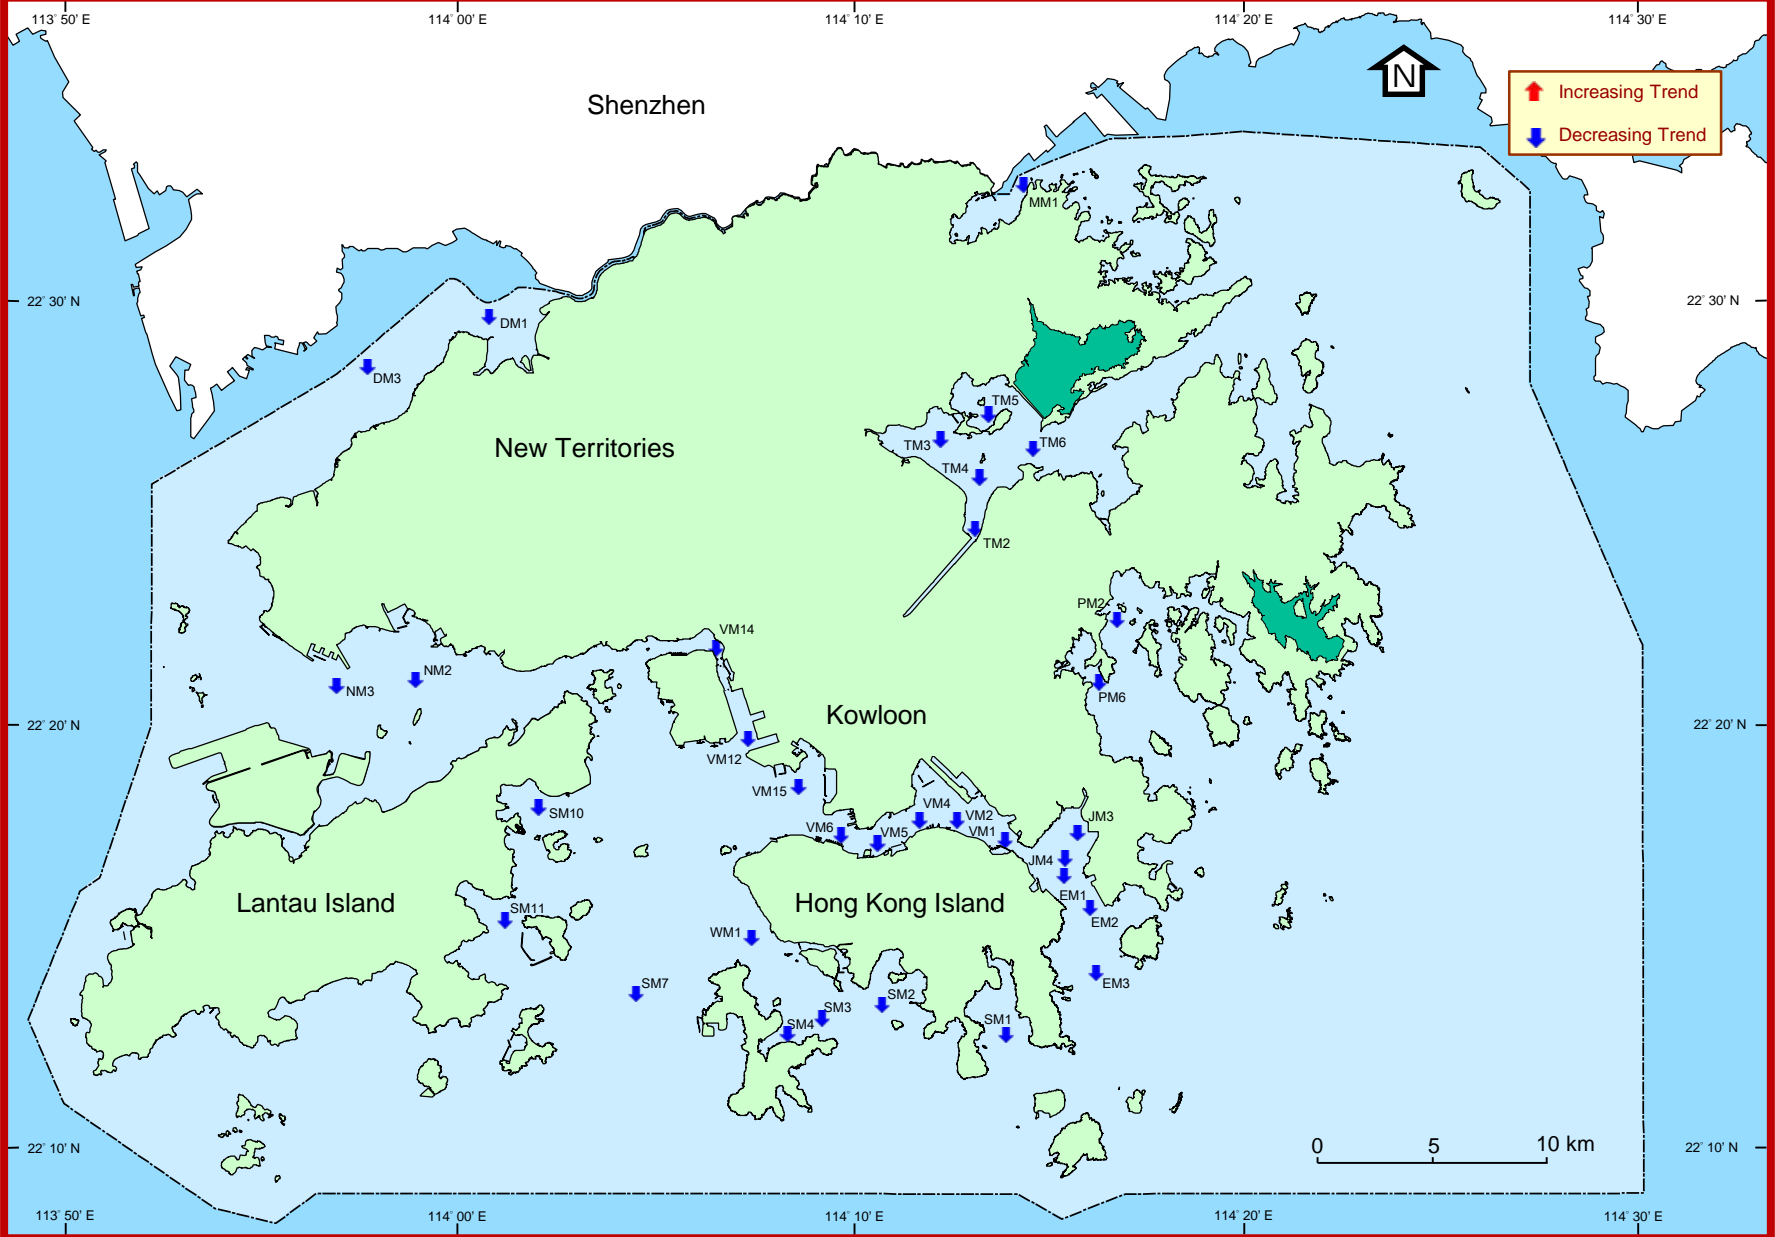 113° 50' E
114° 00' E
114° 10' E
114° 20' E
114° 30' E
N
Increasing Trend
Decreasing Trend
Shenzhen
MM1
22° 30' N
22° 30' N
DM1
DM3
TM5
TM3
TM6
TM4
New Territories
TM2
PM2
VM14
NM2
NM3
PM6
Kowloon
22° 20' N
22° 20' N
VM12
VM15
SM10
VM4
VM2
JM3
VM6
VM5
VM1
JM4
EM1
Lantau Island
Hong Kong Island
SM11
EM2
WM1
SM7
EM3
SM2
SM3
SM4
SM1
0 5 10 km
22° 10' N
22° 10' N
113° 50' E
114° 00' E
114° 10' E
114° 20' E
114° 30' E